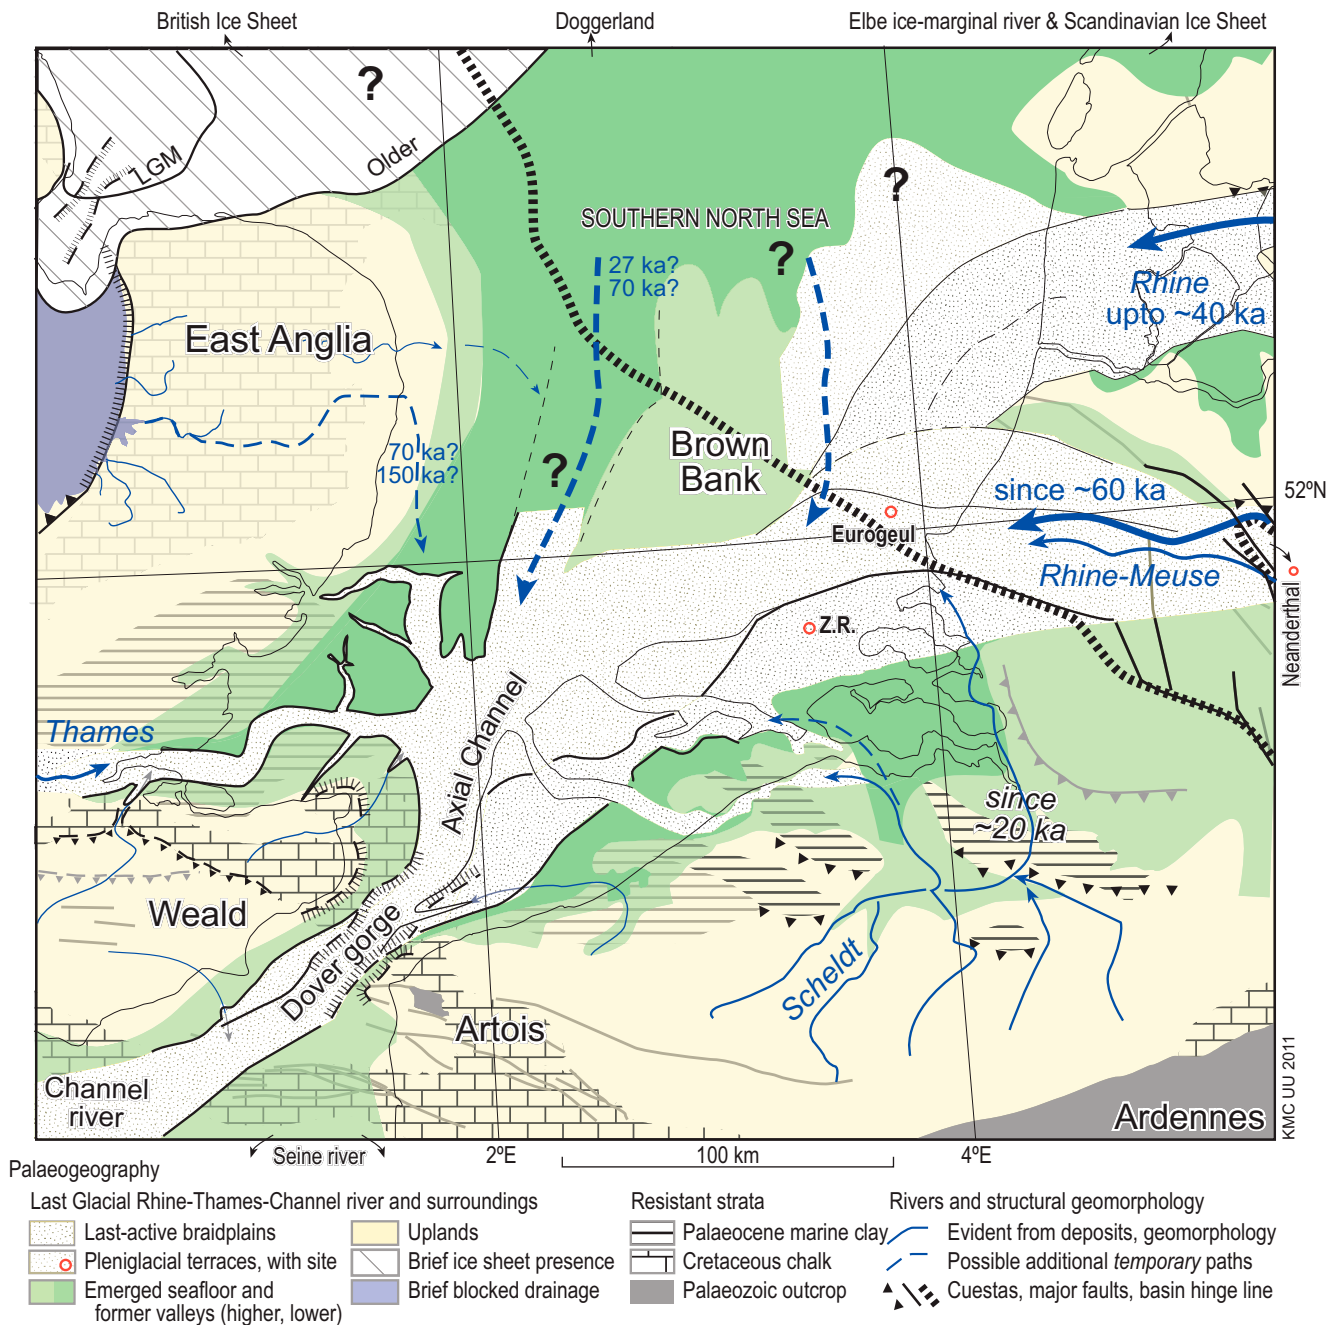 British Ice Sheet
Doggerland
Elbe ice-marginal river & Scandinavian Ice Sheet
?
LGM
Older
?
SOUTHERN NORTH SEA
?
27 ka?
70 ka?
Rhine
upto ~40 ka
East Anglia
70 ka?
150 ka?
?
Brown
Bank
since ~60 ka
52ºN
Eurogeul
Rhine-Meuse
Neanderthal
Z.R.
Thames
Axial Channel
since
~20 ka
Weald
Dover gorge
Scheldt
Artois
Channel
river
Ardennes
KMC UU 2011
Seine river
2ºE
100 km
4ºE
Palaeogeography
Last Glacial Rhine-Thames-Channel river and surroundings
Last-active braidplains
Pleniglacial terraces, with site
Emerged seafloor and
former valleys (higher, lower)
Uplands
Brief ice sheet presence
Brief blocked drainage
Resistant strata
Palaeocene marine clay
Cretaceous chalk
Palaeozoic outcrop
Rivers and structural geomorphology
Evident from deposits, geomorphology
Possible additional temporary paths
Cuestas, major faults, basin hinge line